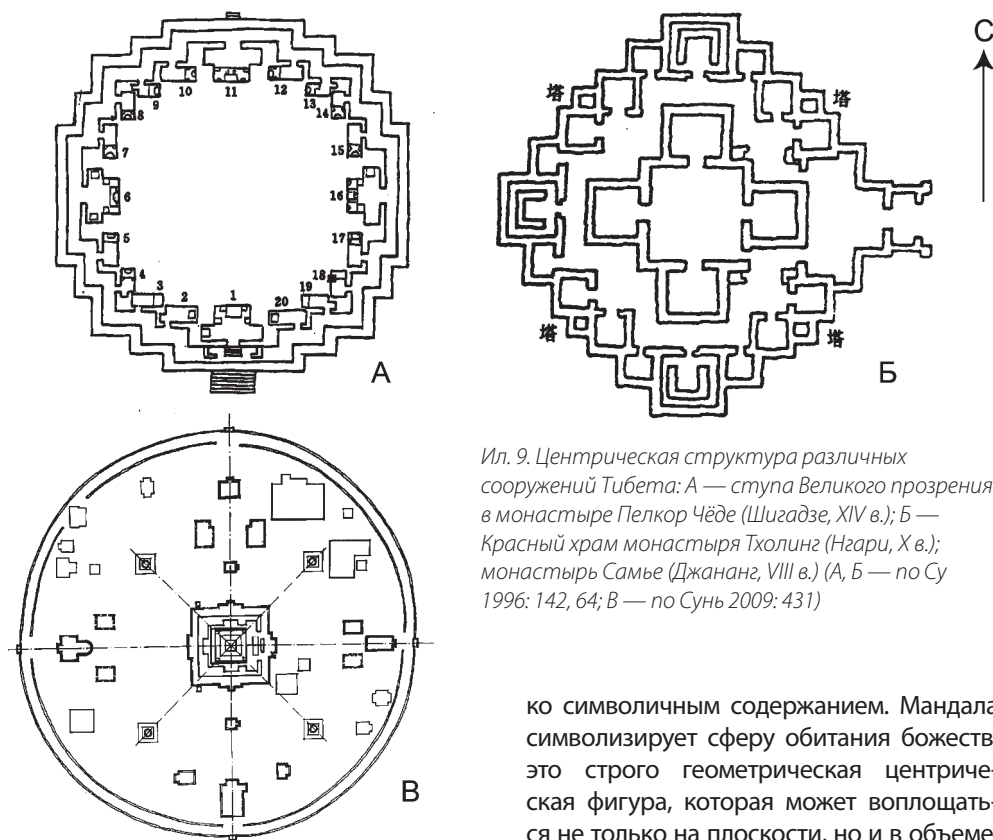 С
11
10
12
9
13
8
14
7
15
6
16
5
17
4
18
3
19
2
1
20
А
塔
塔
塔
塔
Б
В
Ил. 9. Центрическая структура различных
сооружений Тибета: А — ступа Великого прозрения
в монастыре Пелкор Чёде (Шигадзе, XIV в.); Б —
Красный храм монастыря Тхолинг (Нгари, X в.);
монастырь Самье (Джананг, VIII в.) (А, Б — по Су
1996: 142, 64; В — по Сунь 2009: 431)
ко символичным содержанием. Мандала
символизирует сферу обитания божеств,
это строго геометрическая центриче-
ская фигура, которая может воплощать-
ся не только на плоскости, но и в объеме.